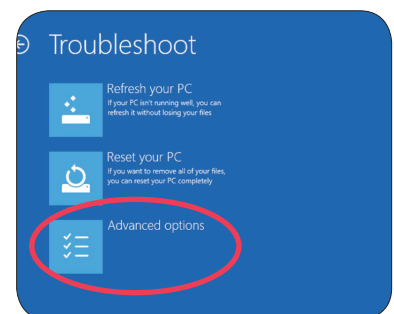 Troubleshoot
Refresh your PC
If your PC isn't running well, you can
refresh it without losing your files
Reset your PC
If you want to remove all of your files,
you can reset your PC completely
Advanced options